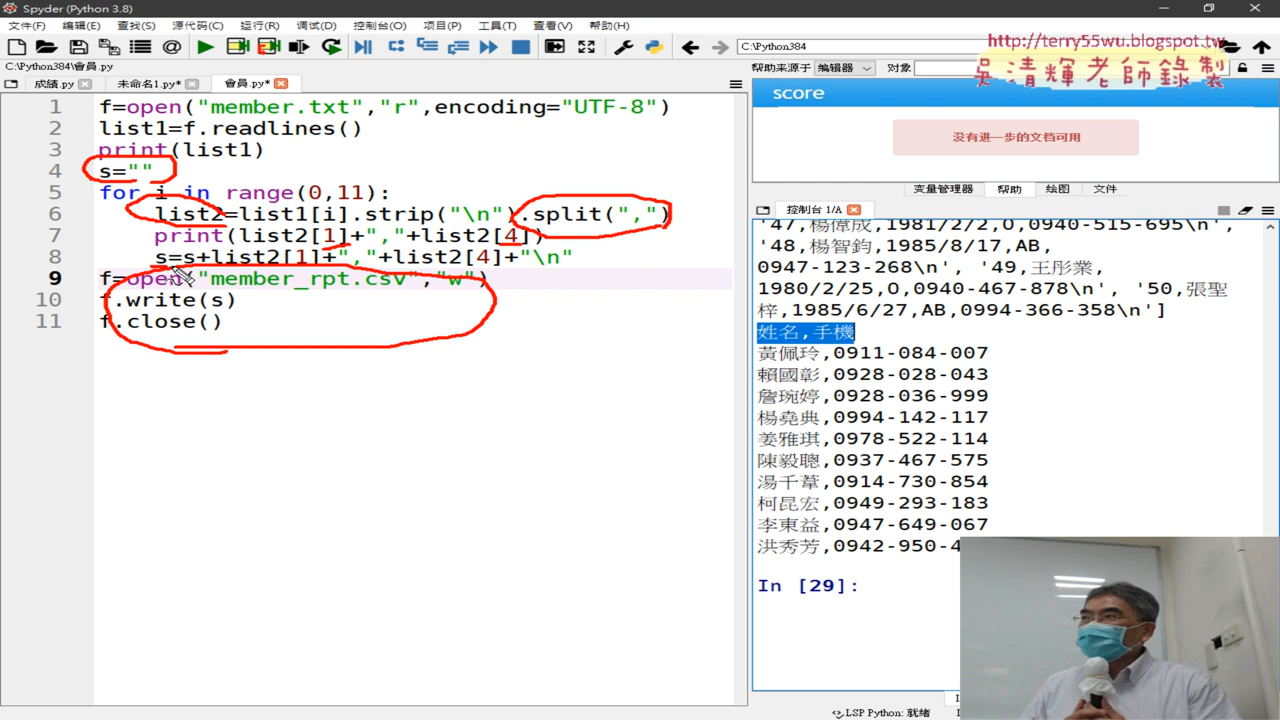 Spyder (Python 3.8)
文件(F) 编辑(E) 查找(S) 源代码(C) 运行(R) 调试(D) 控制台(O) 项目(P) 工具(T) 查看(V) 帮助(H)
C:\Python384
http://terry55wu.blogspot.tw
吳清輝老師錄製
C:\Python384\會員.py
帮助来源于 编辑器 对象
成績.py 未命名1.py* 會員.py*
score
没有进一步的文档可用
变量管理器 帮助 绘图 文件
控制台 1/A
1 f=open("member.txt","r",encoding="UTF-8")
2 list1=f.readlines()
3 print(list1)
4 s=""
5 for i in range(0,11):
6 list2=list1[i].strip("\n").split(",")
7 print(list2[1]+","+list2[4])
8 s=s+list2[1]+","+list2[4]+"\n"
9 f=open("member_rpt.csv","w")
10 f.write(s)
11 f.close()
'47,楊偉成,1981/2/2,O,0940-515-695\n',
'48,楊智鈞,1985/8/17,AB,
0947-123-268\n', '49,王彤業,
1980/2/25,O,0940-467-878\n', '50,張聖
梓,1985/6/27,AB,0994-366-358\n']
姓名,手機
黃佩玲,0911-084-007
賴國彰,0928-028-043
詹琬婷,0928-036-999
楊堯典,0994-142-117
姜雅琪,0978-522-114
陳毅聰,0937-467-575
湯千葦,0914-730-854
柯昆宏,0949-293-183
李東益,0947-649-067
洪秀芳,0942-950-4
In [29]:
LSP Python: 就绪